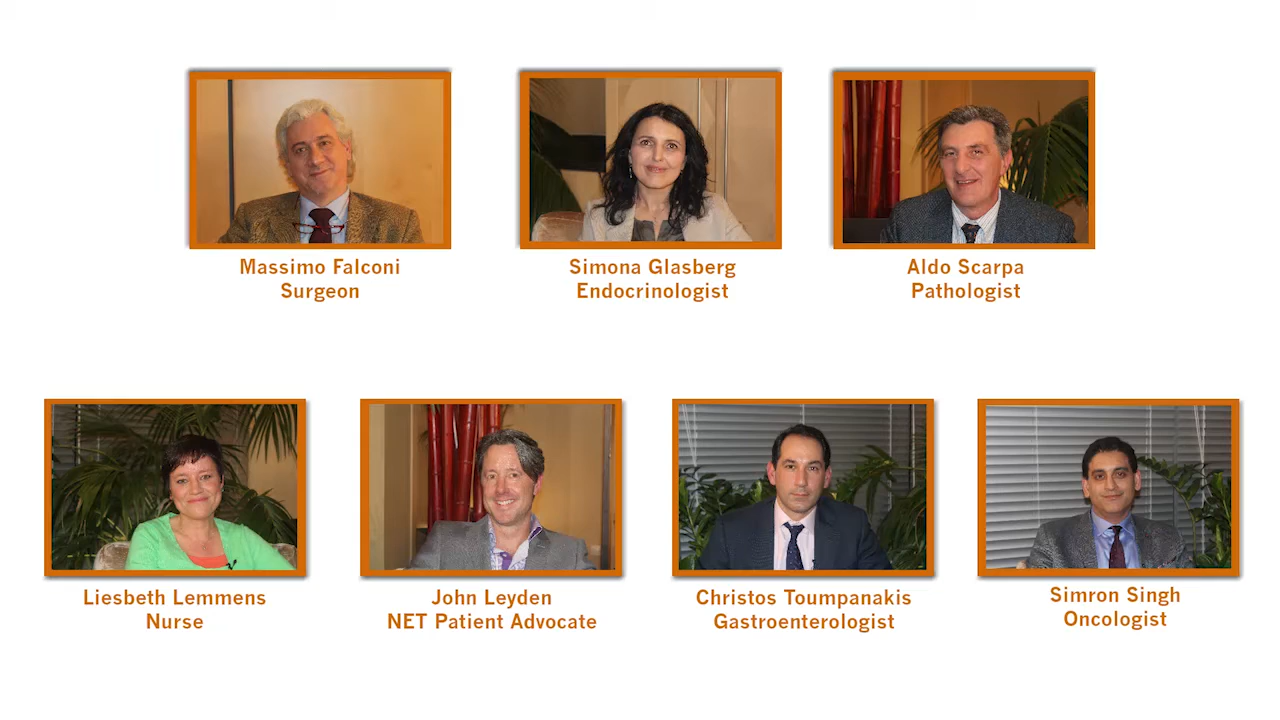 Massimo Falconi
Surgeon
Simona Glasberg
Endocrinologist
Aldo Scarpa
Pathologist
Liesbeth Lemmens
Nurse
John Leyden
NET Patient Advocate
Christos Toumpanakis
Gastroenterologist
Simron Singh
Oncologist